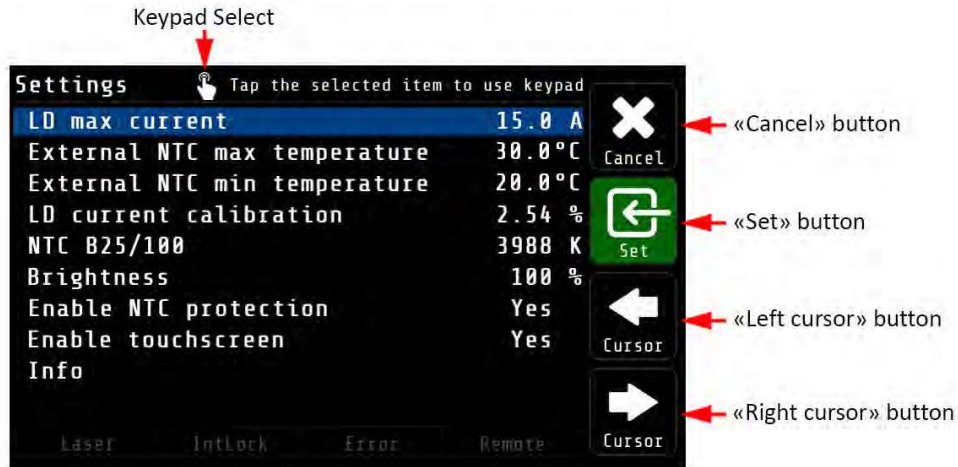 Keypad Select
Settings Tap the selected item to use keypad
LD max current 15.0 A
External NTC max temperature 30.0°C
External NTC min temperature 20.0°C
LD current calibration 2.54 %
NTC B25/100 3988 K
Brightness 100 %
Enable NTC protection Yes
Enable touchscreen Yes
Info
Laser IntLock Error Remote
Cancel
«Cancel» button
Set
«Set» button
Cursor
«Left cursor» button
Cursor
«Right cursor» button